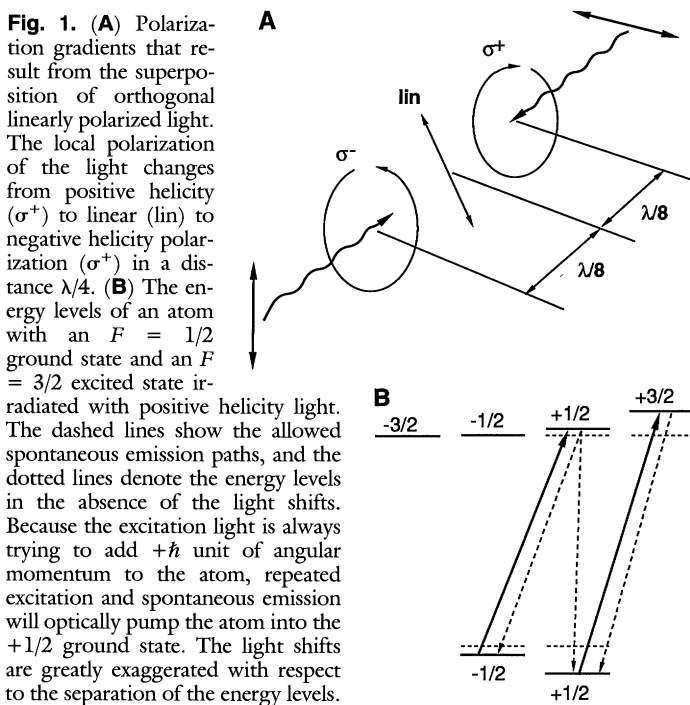 Fig. 1. (A) Polariza-
tion gradients that re-
sult from the superpo-
sition of orthogonal
linearly polarized light.
The local polarization
of the light changes
from positive helicity
(σ⁺) to linear (lin) to
negative helicity polar-
ization (σ⁺) in a dis-
tance λ/4. (B) The en-
ergy levels of an atom
with an F = 1/2
ground state and an F
= 3/2 excited state ir-
radiated with positive helicity light.
The dashed lines show the allowed
spontaneous emission paths, and the
dotted lines denote the energy levels
in the absence of the light shifts.
Because the excitation light is always
trying to add +ℏ unit of angular
momentum to the atom, repeated
excitation and spontaneous emission
will optically pump the atom into the
+1/2 ground state. The light shifts
are greatly exaggerated with respect
to the separation of the energy levels.
A
σ⁺
lin
σ⁻
λ/8
λ/8
B
-3/2
-1/2
+1/2
+3/2
-1/2
+1/2